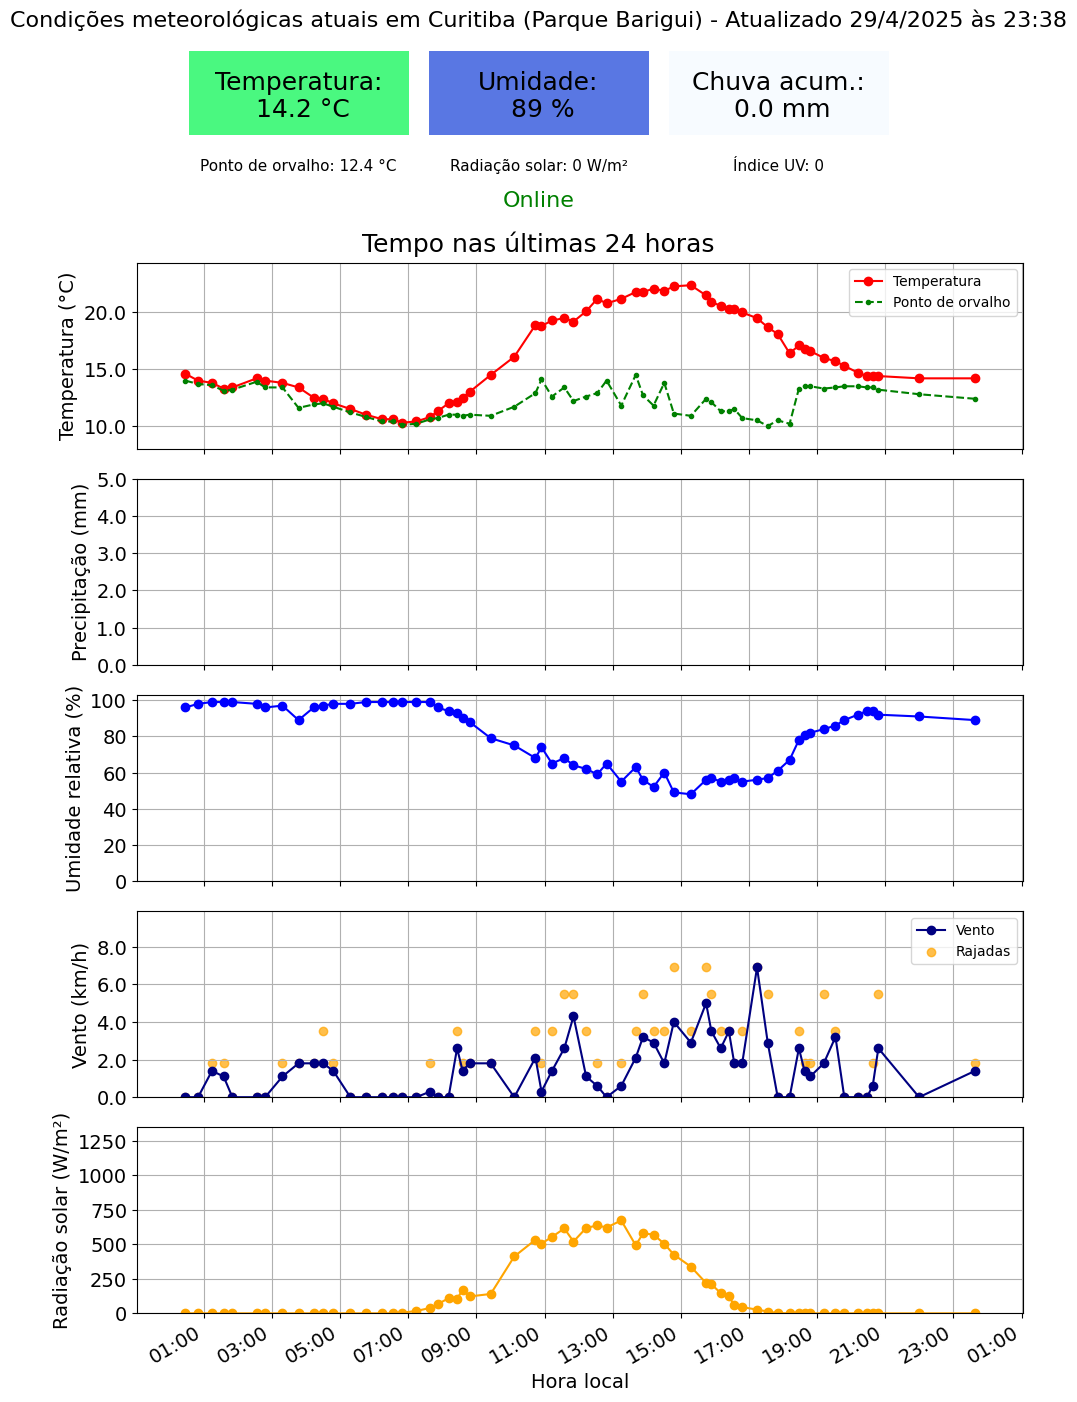 Condições meteorológicas atuais em Curitiba (Parque Barigui) - Atualizado 29/4/2025 às 23:38
Temperatura:
14.2 °C
Umidade:
89 %
Chuva acum.:
0.0 mm
Ponto de orvalho: 12.4 °C
Radiação solar: 0 W/m²
Índice UV: 0
Online
Tempo nas últimas 24 horas
Temperatura (°C)
20.0
15.0
10.0
Temperatura
Ponto de orvalho
Precipitação (mm)
5.0
4.0
3.0
2.0
1.0
0.0
Umidade relativa (%)
100
80
60
40
20
0
Vento (km/h)
8.0
6.0
4.0
2.0
0.0
Vento
Rajadas
Radiação solar (W/m²)
1250
1000
750
500
250
0
01:00
03:00
05:00
07:00
09:00
11:00
13:00
15:00
17:00
19:00
21:00
23:00
01:00
Hora local